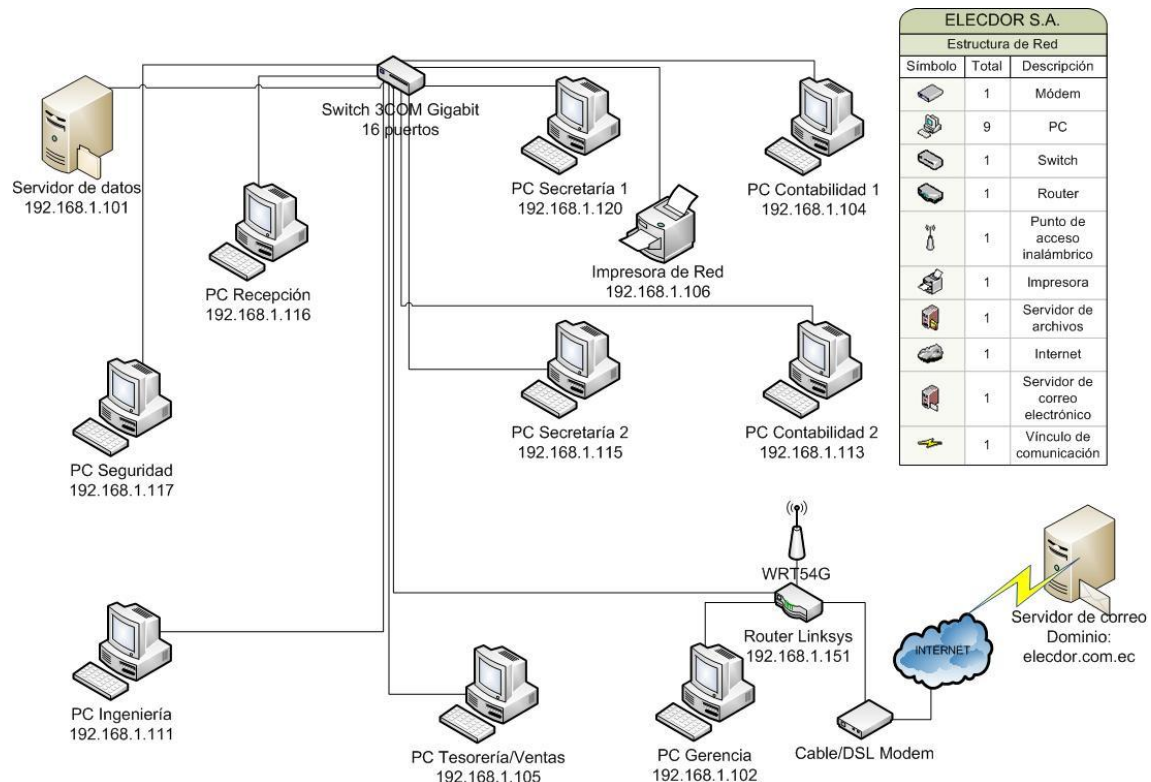 Switch 3COM Gigabit
16 puertos
Servidor de datos
192.168.1.101
PC Recepción
192.168.1.116
PC Secretaría 1
192.168.1.120
Impresora de Red
192.168.1.106
PC Contabilidad 1
192.168.1.104
PC Seguridad
192.168.1.117
PC Secretaría 2
192.168.1.115
PC Contabilidad 2
192.168.1.113
PC Ingeniería
192.168.1.111
PC Tesorería/Ventas
192.168.1.105
WRT54G
Router Linksys
192.168.1.151
PC Gerencia
192.168.1.102
Cable/DSL Modem
INTERNET
Servidor de correo
Dominio:
elecdor.com.ec
ELECDOR S.A.
Estructura de Red
Símbolo Total Descripción
1 Módem
9 PC
1 Switch
1 Router
1 Punto de
acceso
inalámbrico
1 Impresora
1 Servidor de
archivos
1 Internet
1 Servidor de
correo
electrónico
1 Vínculo de
comunicación